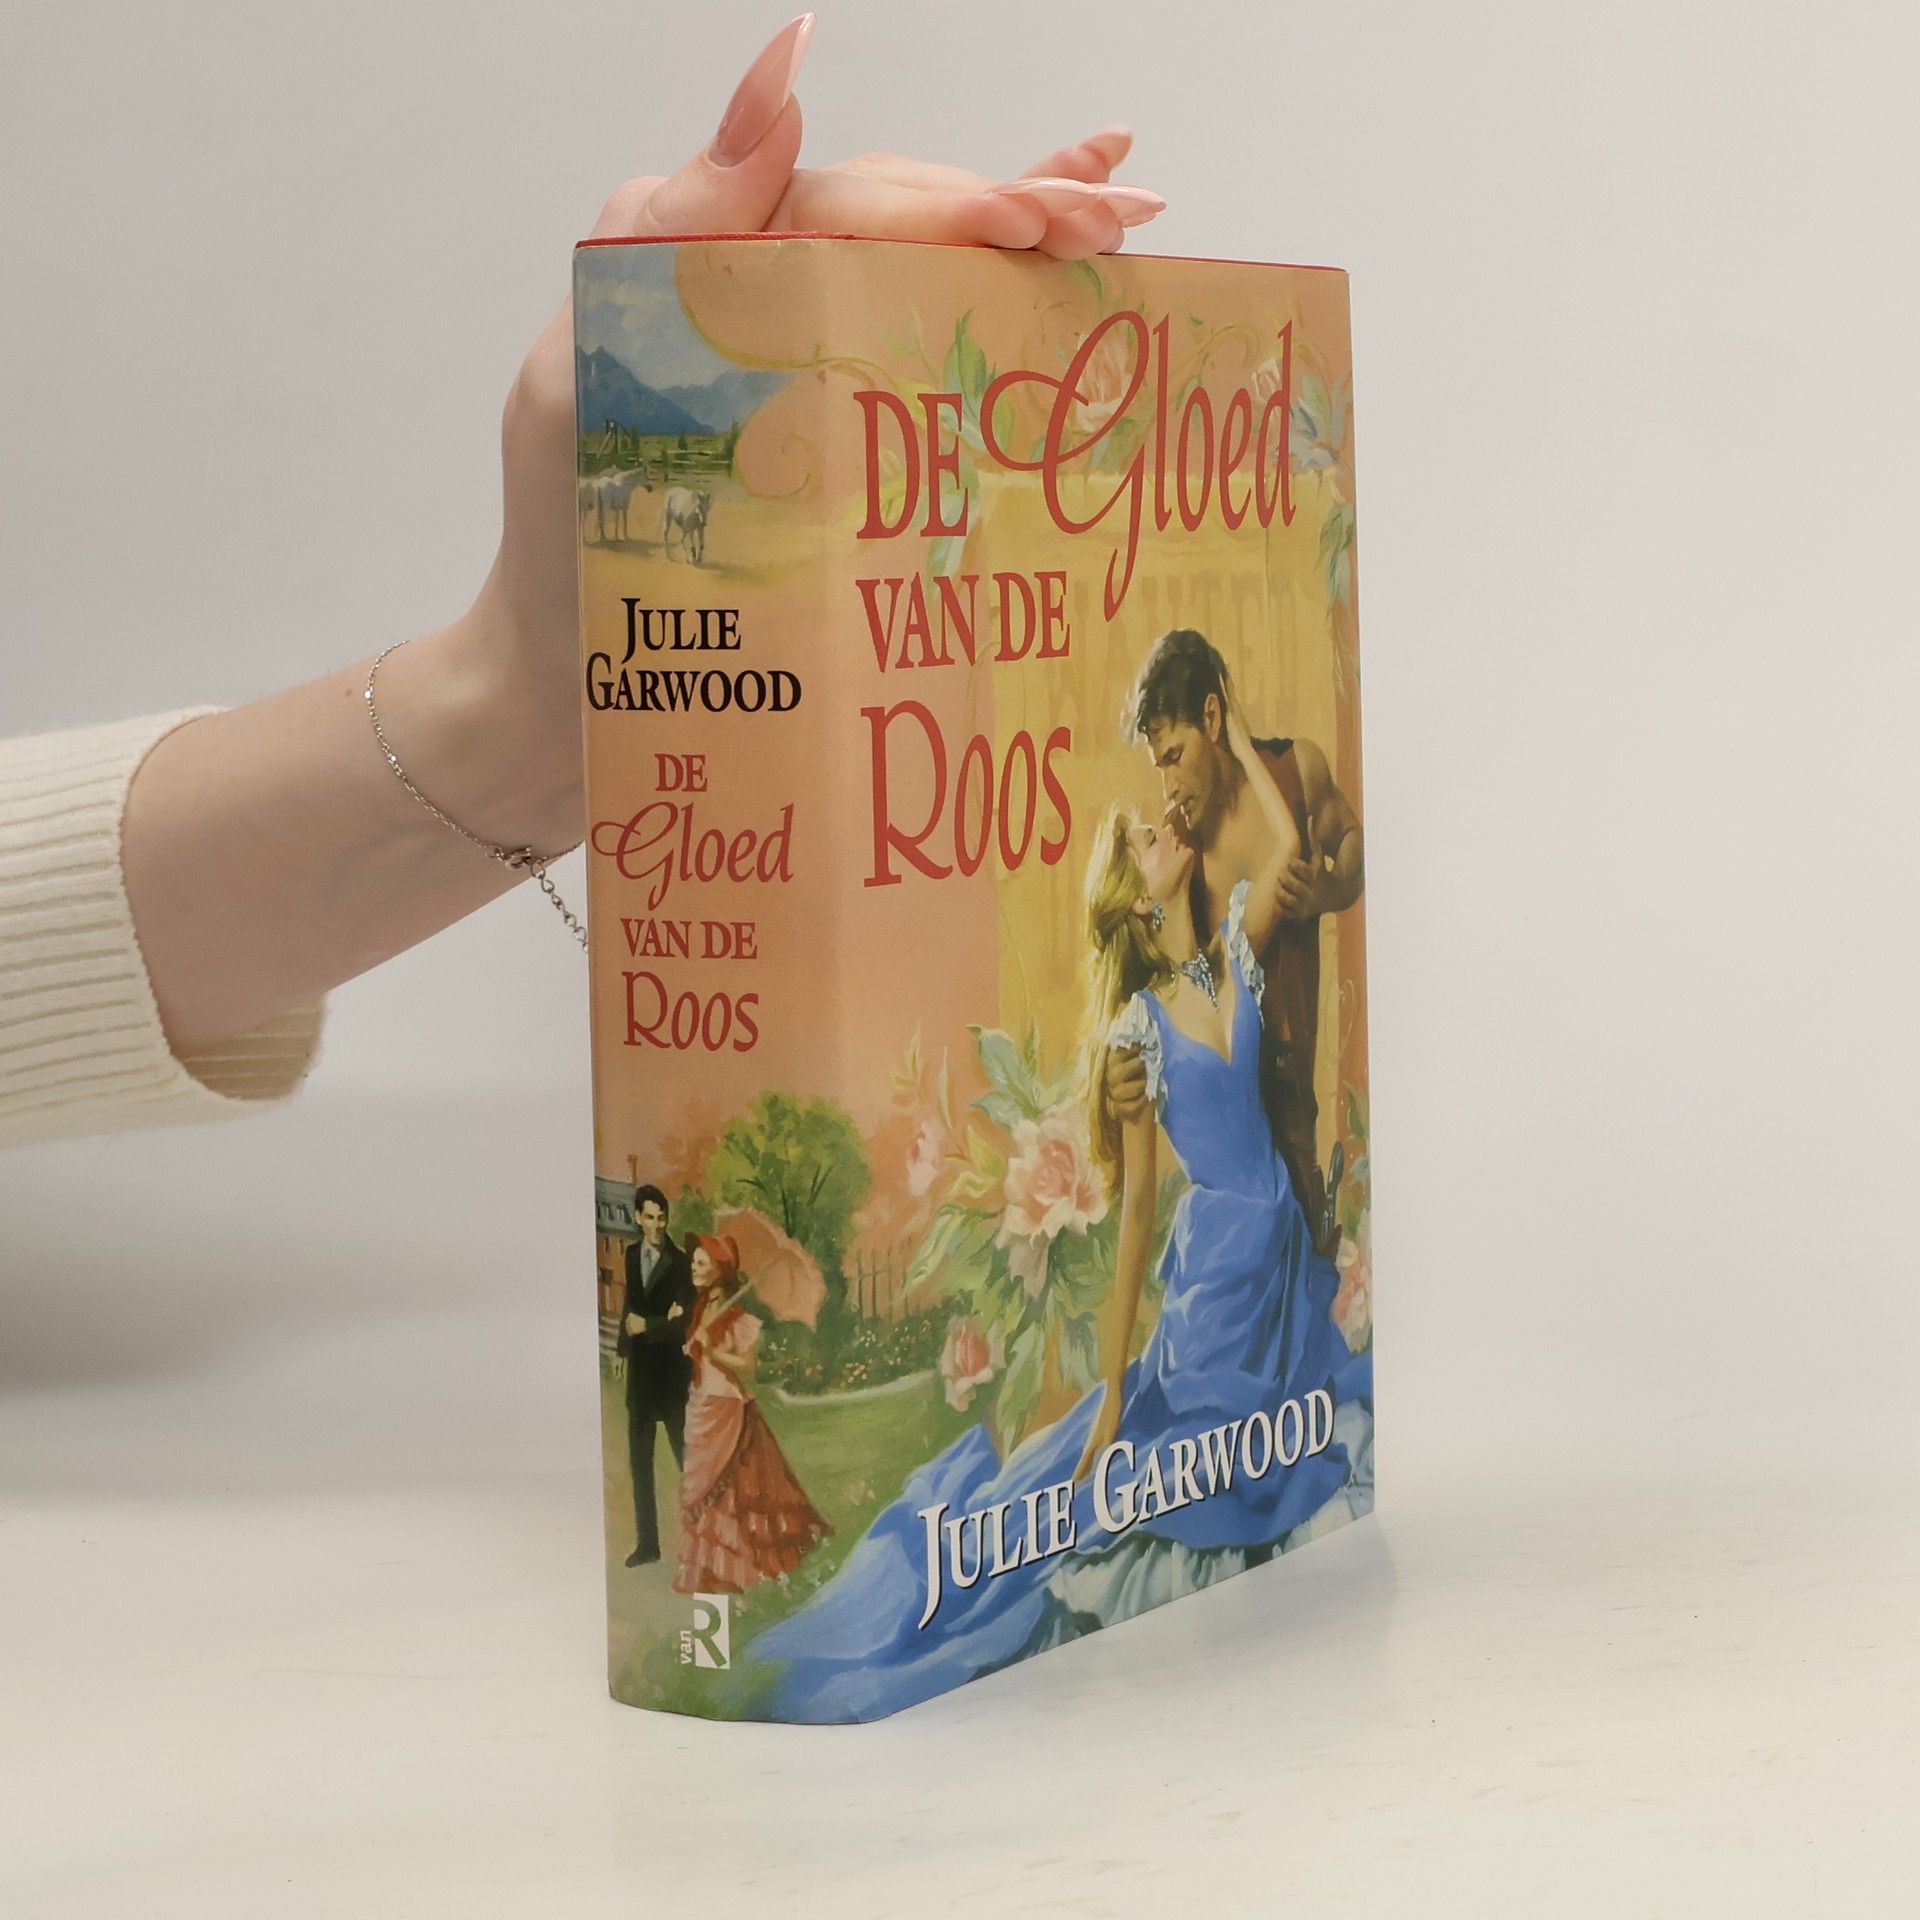 JULIE
GARWOOD
DE
Gloed
VAN DE
ROOS
van
R
DE Gloed
VAN DE
ROOS
JULIE GARWOOD